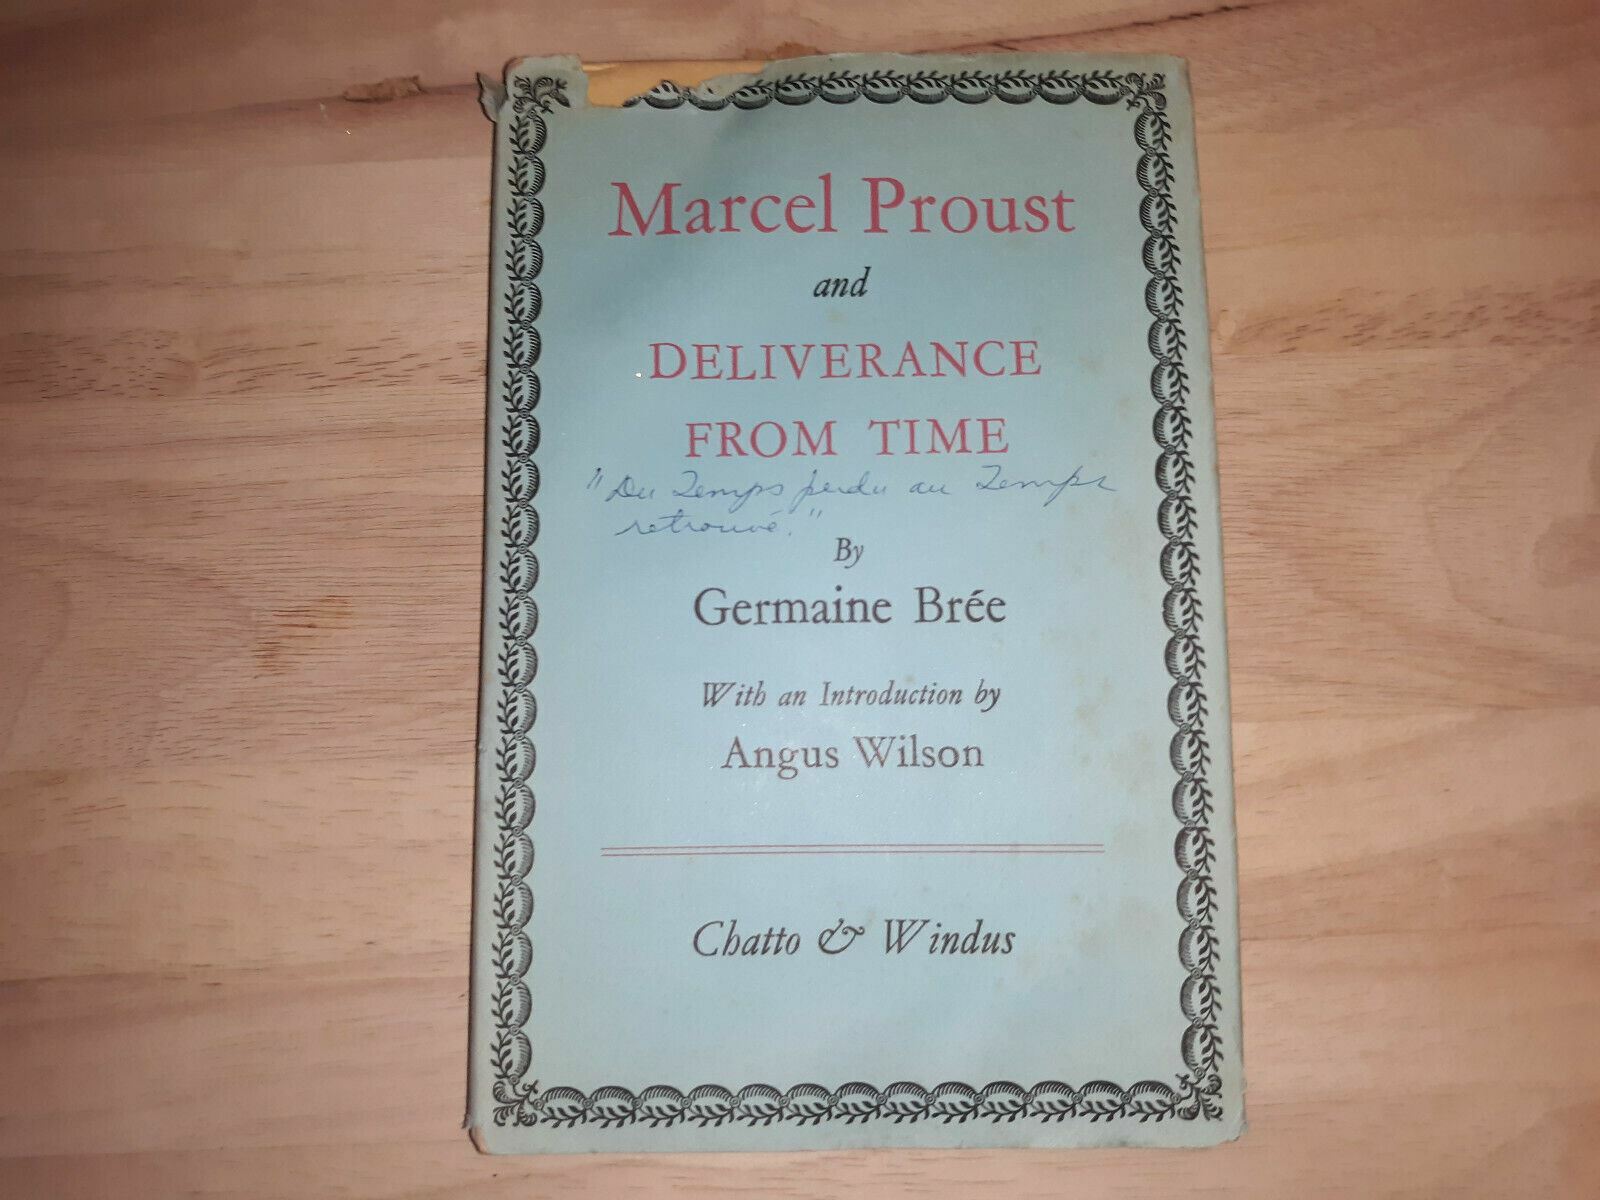 Marcel Proust
and
DELIVERANCE
FROM TIME
"Du Temps perdu au Temps
retrouvé."
By
Germaine Brée
With an Introduction by
Angus Wilson
Chatto & Windus